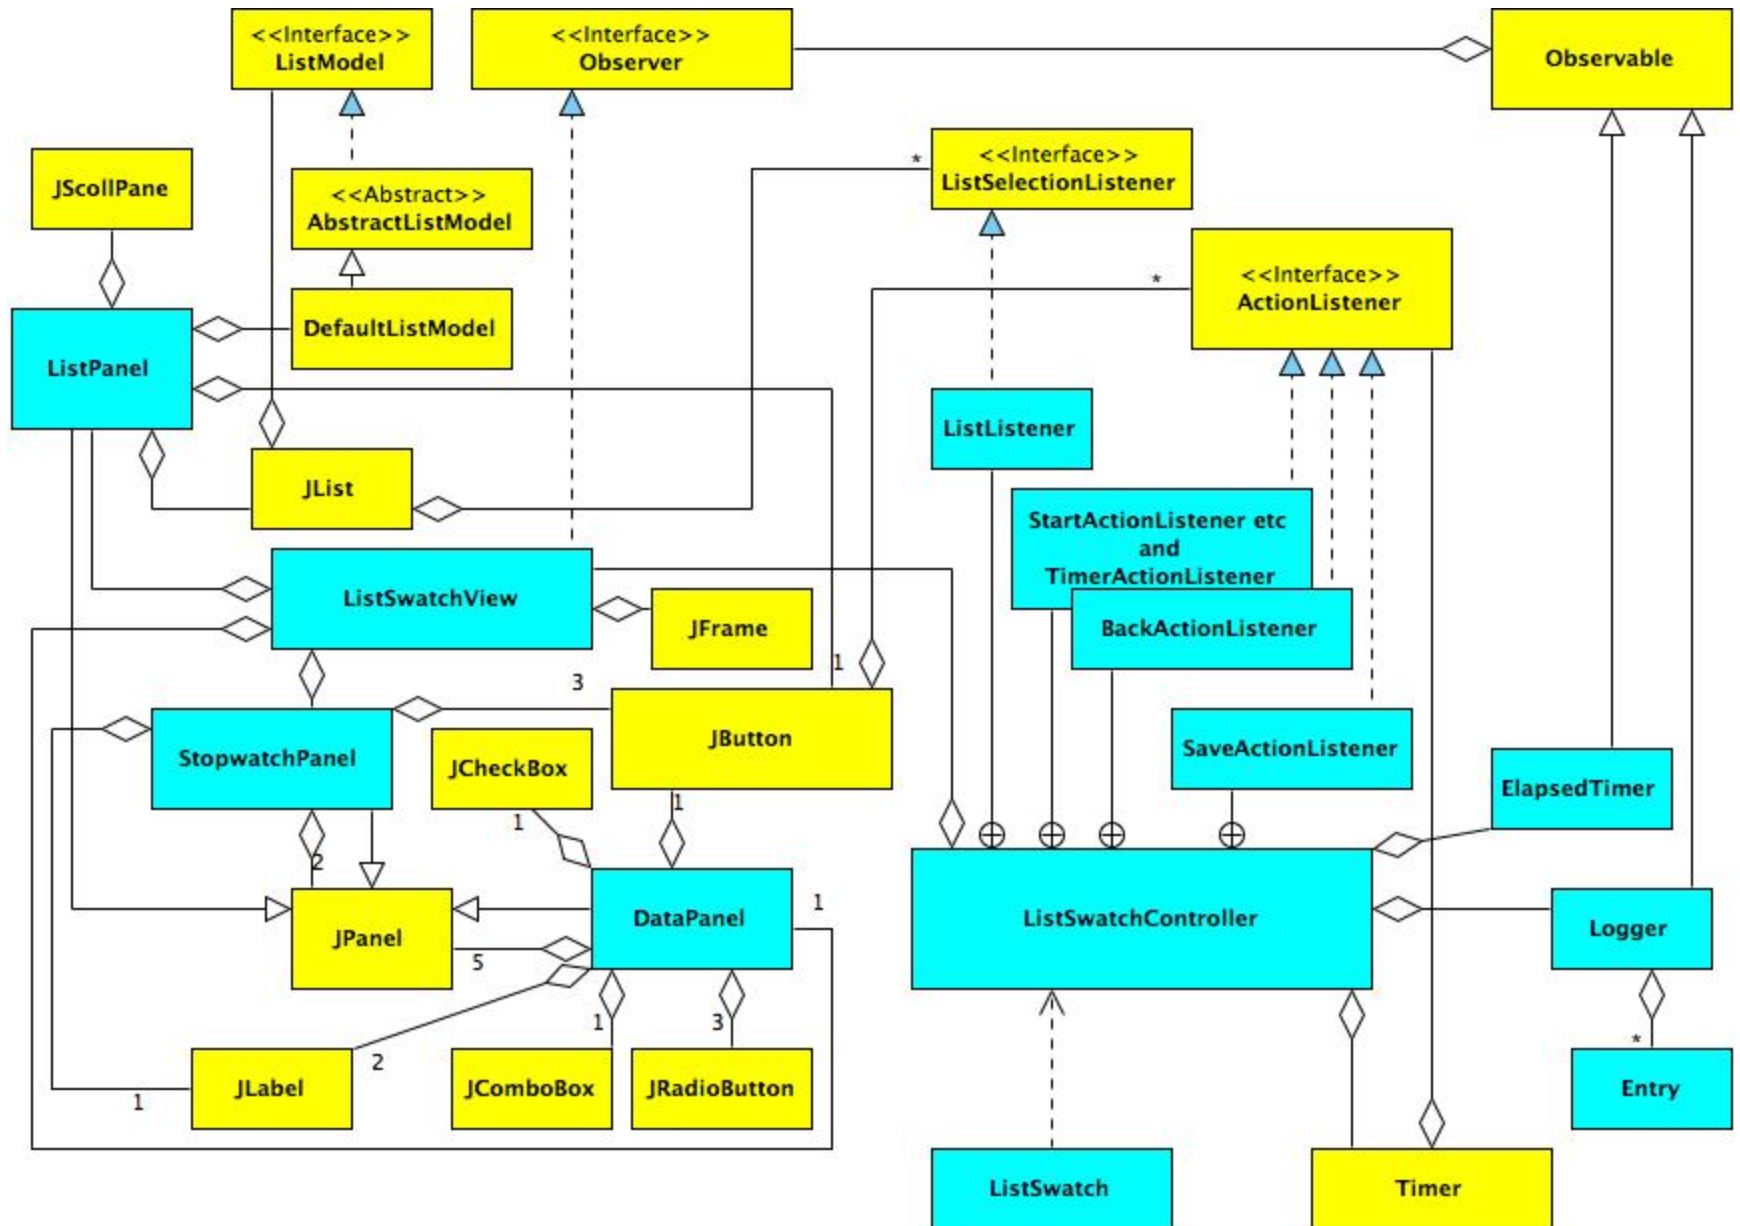 <<Interface>>
ListModel
<<Interface>>
Observer
Observable
JScollPane
<<Abstract>>
AbstractListModel
*
<<Interface>>
ListSelectionListener
*
<<Interface>>
ActionListener
ListPanel
DefaultListModel
ListListener
JList
StartActionListener etc
and
TimerActionListener
ListSwatchView
JFrame
BackActionListener
1
3
StopwatchPanel
JCheckBox
JButton
SaveActionListener
ElapsedTimer
1
1
2
JPanel
5
DataPanel
1
ListSwatchController
Logger
1
3
*
JLabel
2
1
JComboBox
JRadioButton
Entry
ListSwatch
Timer